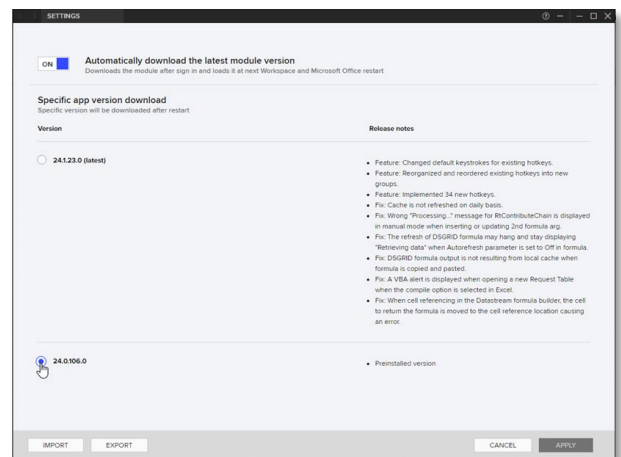 SETTINGS
ON
Automatically download the latest module version
Downloads the module after sign in and loads it at next Workspace and Microsoft Office restart
Specific app version download
Specific version will be downloaded after restart
Version
Release notes
24.1.23.0 (latest)
• Feature: Changed default keystrokes for existing hotkeys.
• Feature: Reorganized and reordered existing hotkeys into new
groups.
• Feature: Implemented 34 new hotkeys.
• Fix: Cache is not refreshed on daily basis.
• Fix: Wrong "Processing..." message for RtContributeChain is displayed
in manual mode when inserting or updating 2nd formula arg.
• Fix: The refresh of DSGRID formula may hang and stay displaying
"Retrieving data" when Autorefresh parameter is set to Off in formula.
• Fix: DSGRID formula output is not resulting from local cache when
formula is copied and pasted.
• Fix: A VBA alert is displayed when opening a new Request Table
when the compile option is selected in Excel.
• Fix: When cell referencing in the Datastream formula builder, the cell
to return the formula is moved to the cell reference location causing
an error.
24.0.106.0
• Preinstalled version
IMPORT
EXPORT
CANCEL
APPLY